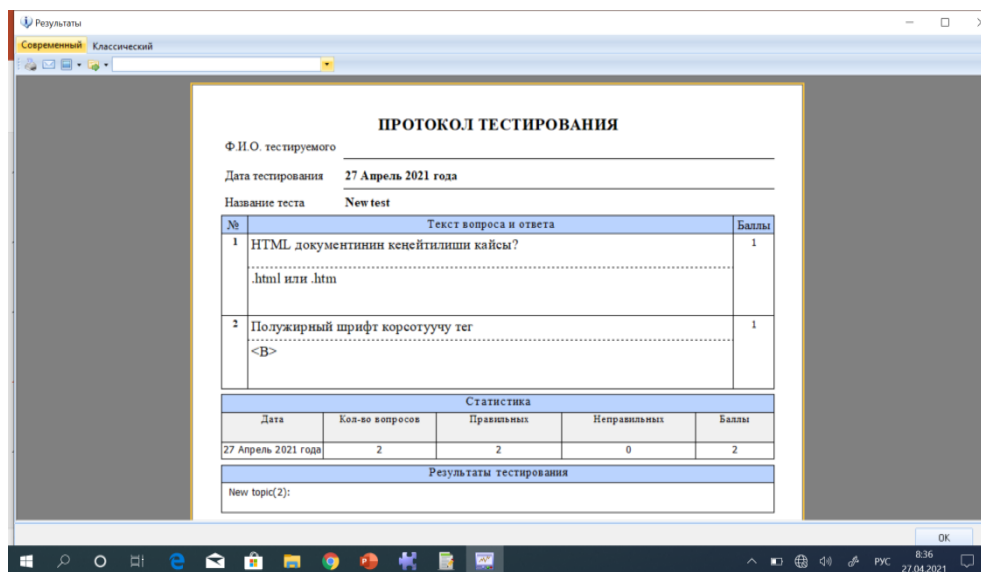 Результаты
Современный Классический
ПРОТОКОЛ ТЕСТИРОВАНИЯ
Ф.И.О. тестируемого
Дата тестирования 27 Апрель 2021 года
Название теста New test
№ Текст вопроса и ответа Баллы
1 HTML документинин кеңейтилиши кайсы? 1
.html или .htm
2 Полужирный шрифт корсотуучу тег 1
<B>
Статистика
Дата Кол-во вопросов Правильных Неправильных Баллы
27 Апрель 2021 года 2 2 0 2
Результаты тестирования
New topic(2):
OK
РУС 8:36
27.04.2021